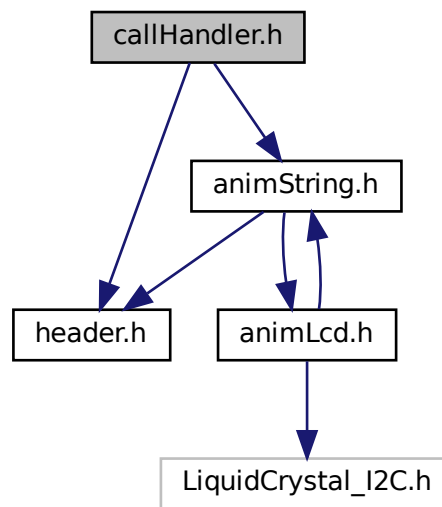 callHandler.h
animString.h
header.h
animLcd.h
LiquidCrystal_I2C.h